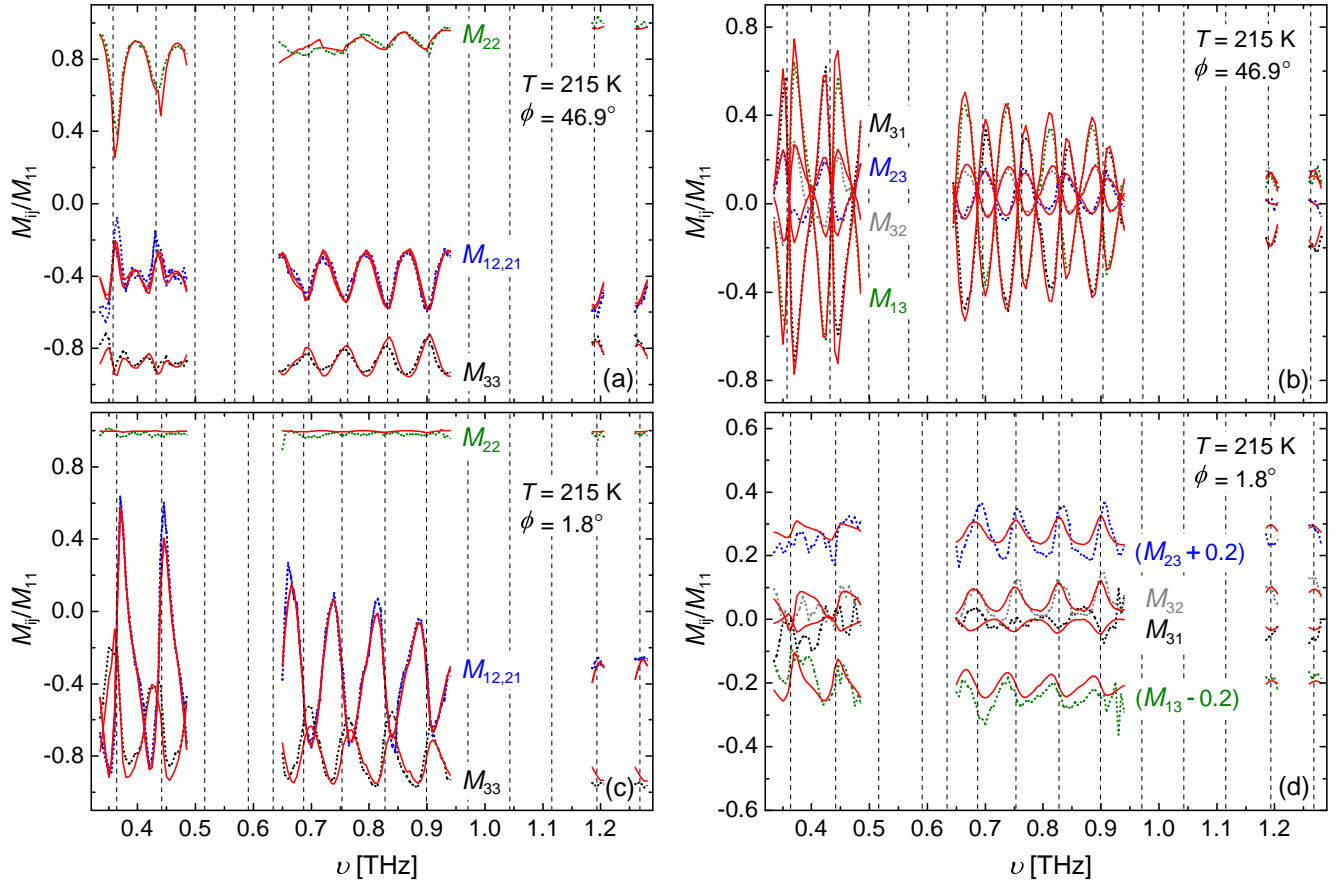 M22
T = 215 K
ϕ = 46.9°
0.8
0.4
0.0
-0.4
-0.8
Mij/M11
M12,21
M33
(a)
T = 215 K
ϕ = 46.9°
0.8
0.4
0.0
-0.4
-0.8
Mij/M11
M31
M23
M32
M13
(b)
M22
T = 215 K
ϕ = 1.8°
0.8
0.4
0.0
-0.4
-0.8
Mij/M11
M12,21
M33
(c)
0.4 0.5 0.6 0.7 0.8 0.9 1.0 1.1 1.2
υ [THz]
T = 215 K
ϕ = 1.8°
0.6
0.4
0.2
0.0
-0.2
-0.4
-0.6
Mij/M11
(M23 + 0.2)
M32
M31
(M13 - 0.2)
(d)
0.4 0.5 0.6 0.7 0.8 0.9 1.0 1.1 1.2
υ [THz]